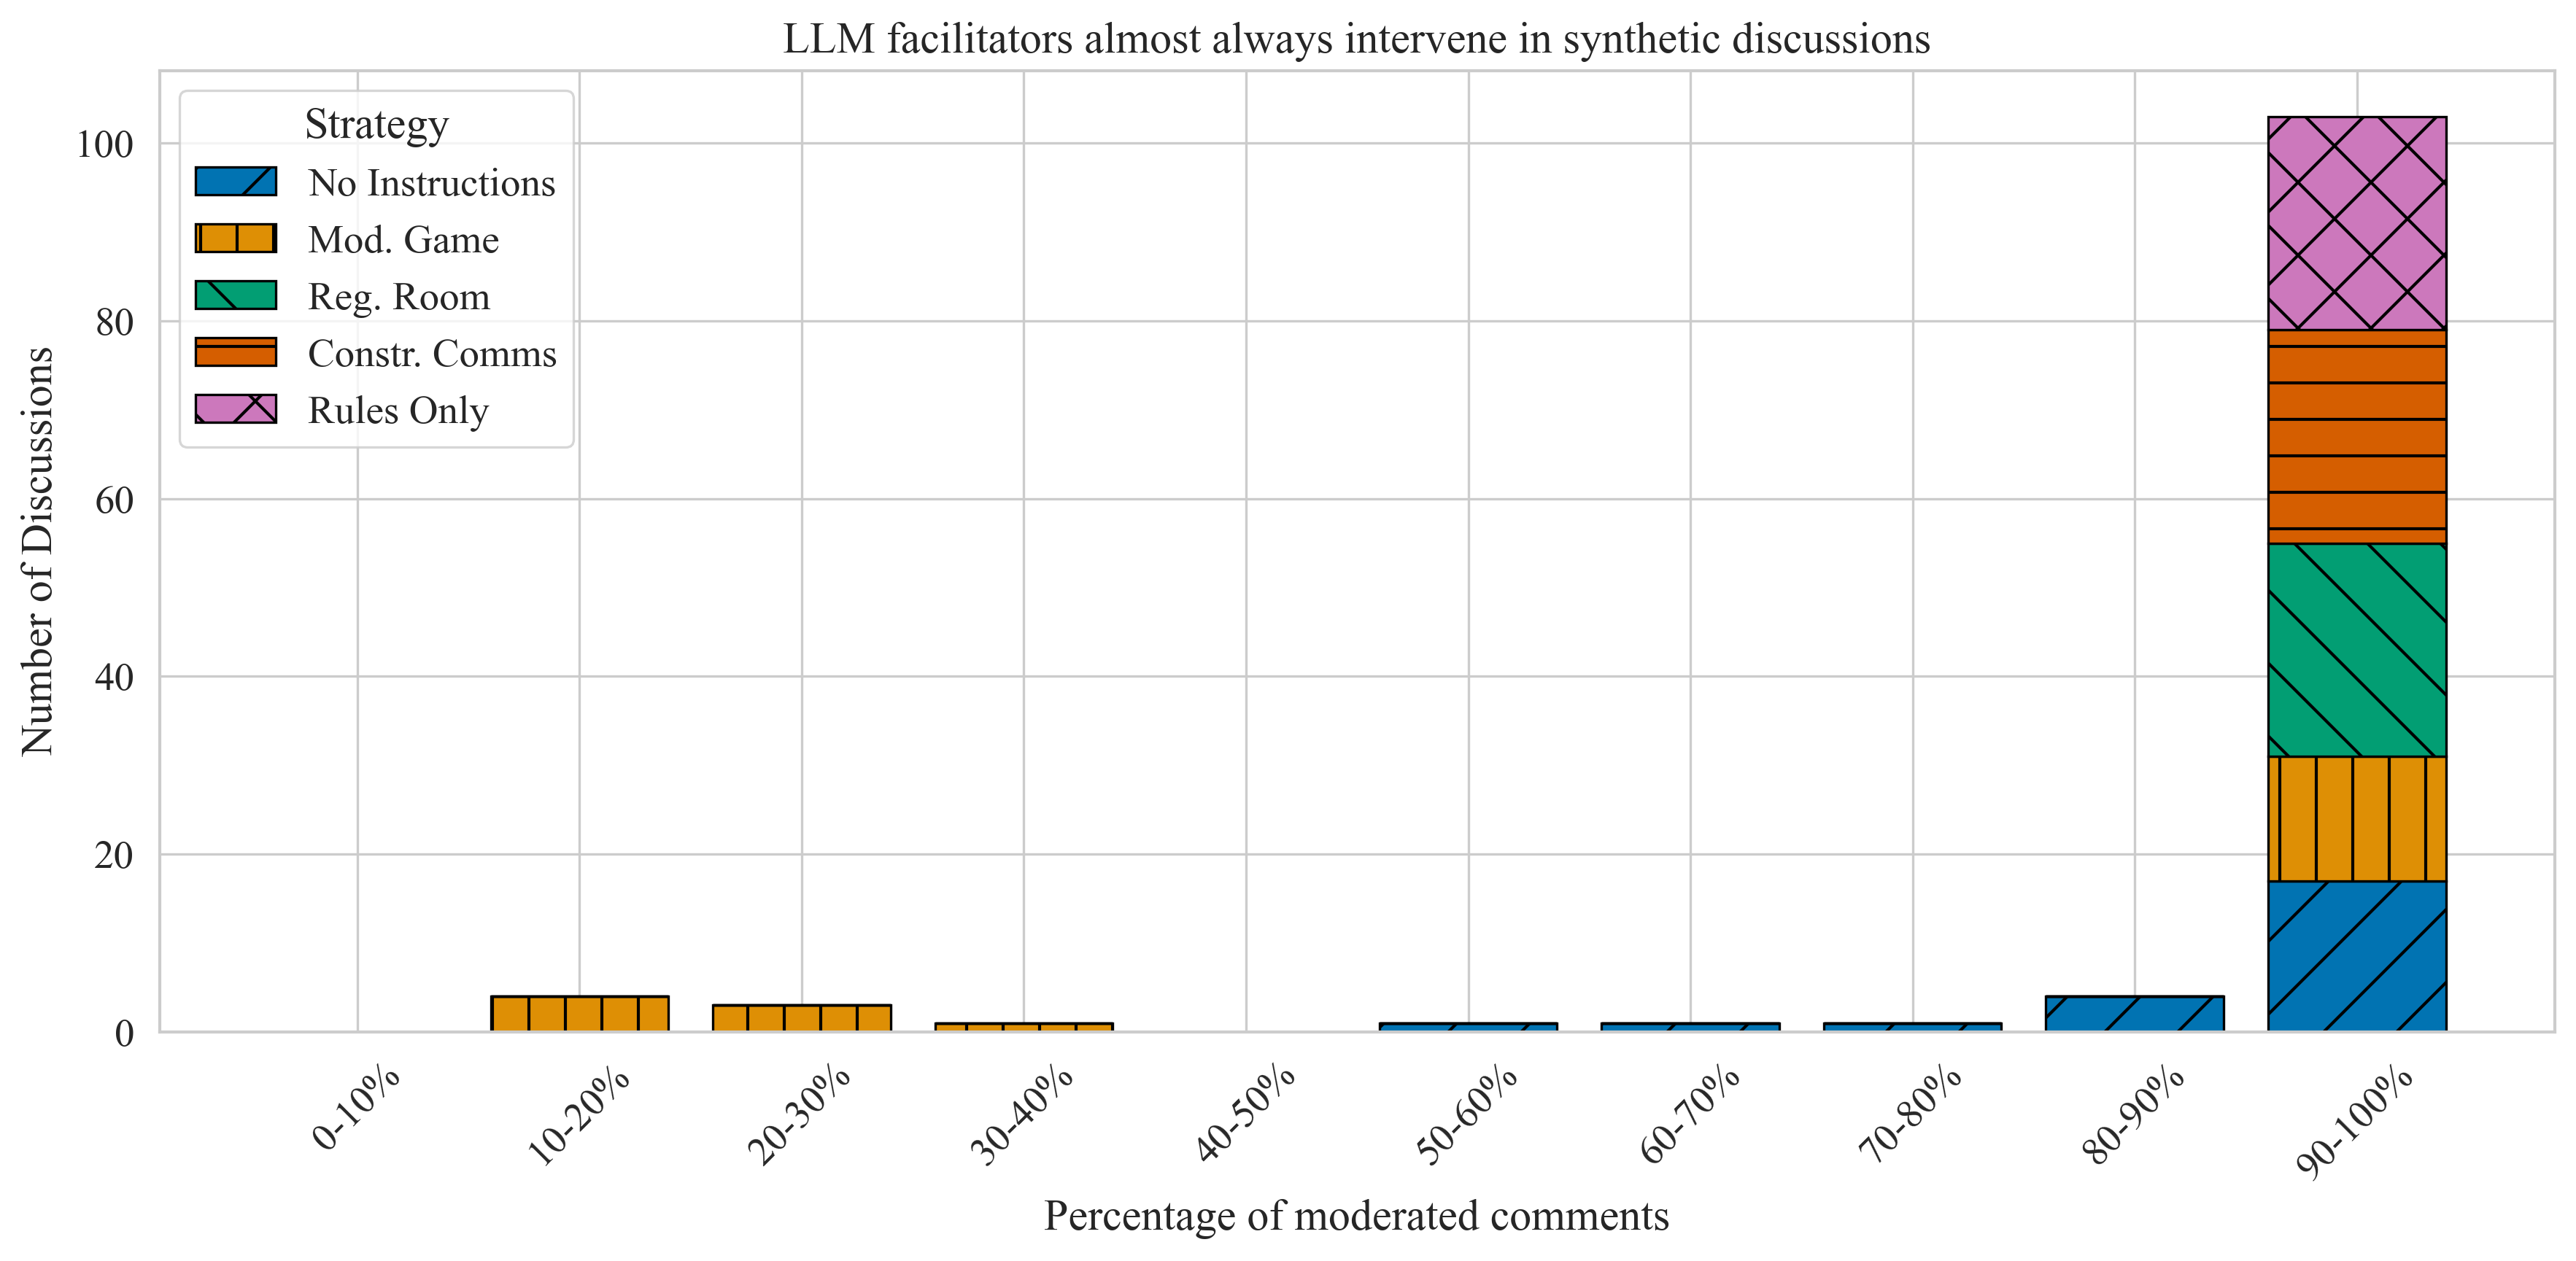 LLM facilitators almost always intervene in synthetic discussions
Strategy
No Instructions
Mod. Game
Reg. Room
Constr. Comms
Rules Only
Number of Discussions
100
80
60
40
20
0
0-10%
10-20%
20-30%
30-40%
40-50%
50-60%
60-70%
70-80%
80-90%
90-100%
Percentage of moderated comments